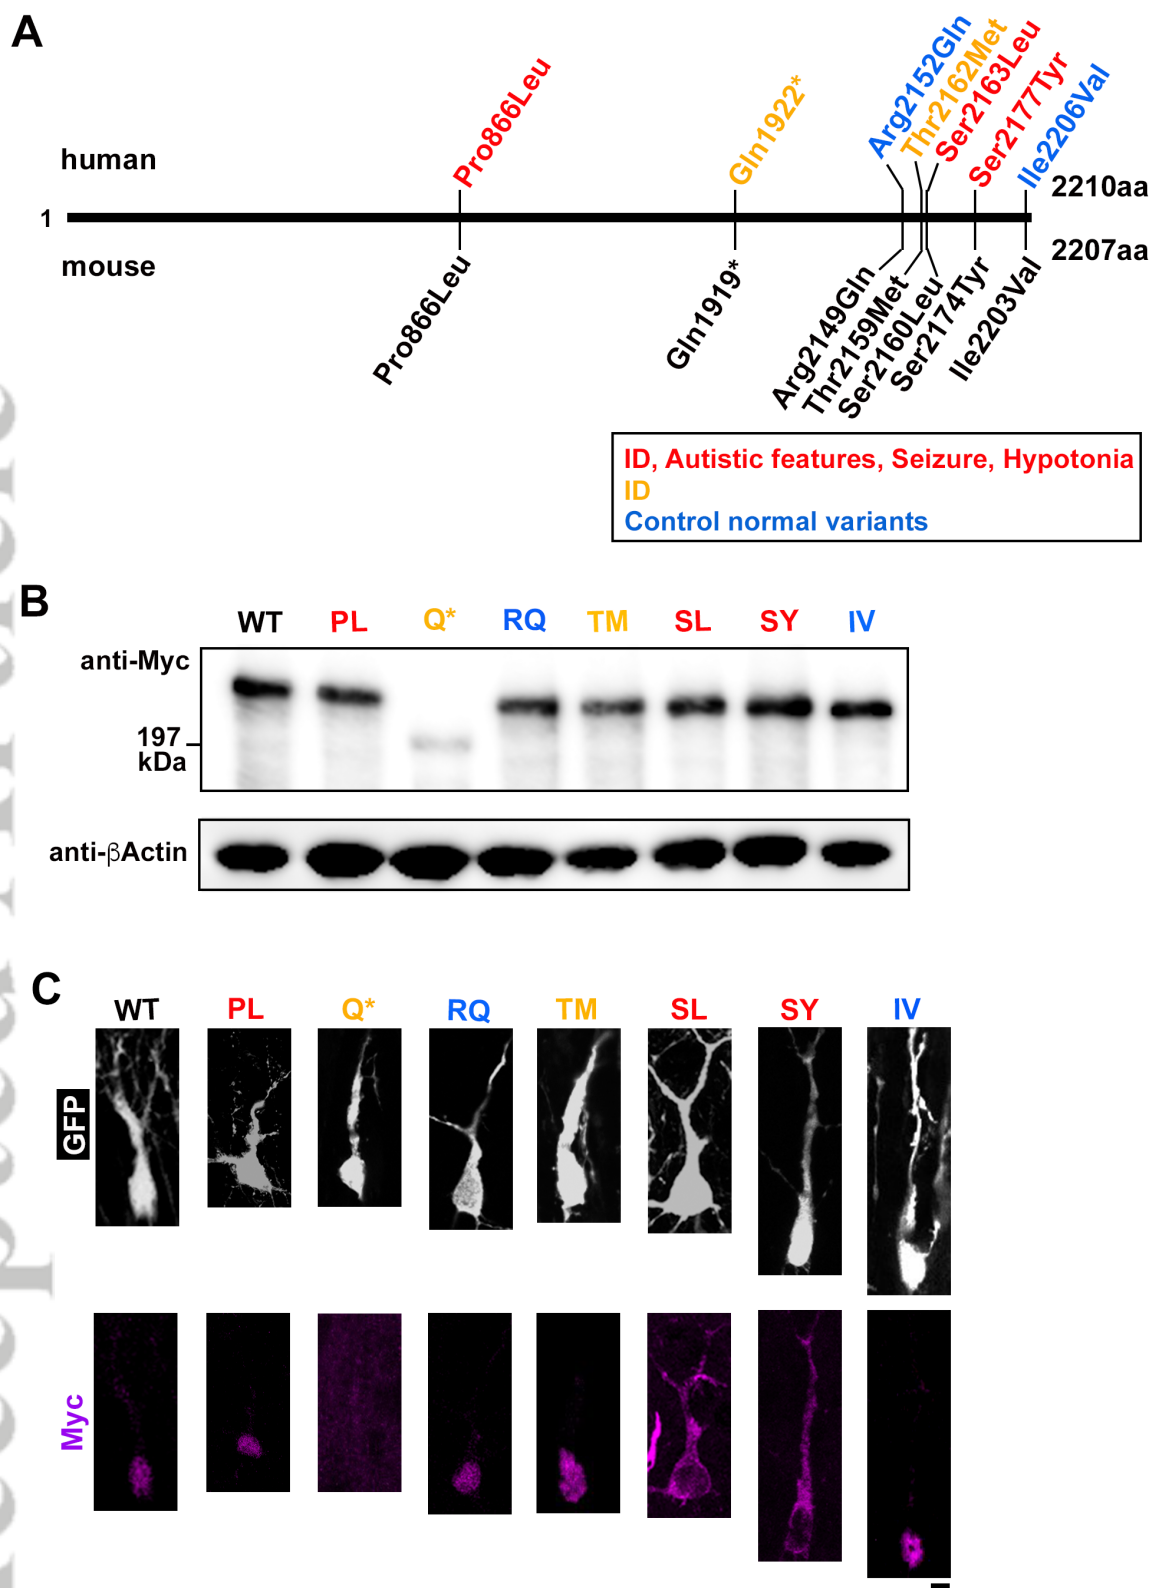 A
human
Pro866Leu
Gln1922*
Arg2152Gln
Thr2162Met
Ser2163Leu
Ser2177Tyr
Ile2206Val
2210aa
1
mouse
2207aa
Pro866Leu
Gln1919*
Arg2149Gln
Thr2159Met
Ser2160Leu
Ser2174Tyr
Ile2203Val
ID, Autistic features, Seizure, Hypotonia
ID
Control normal variants
B
WT PL Q* RQ TM SL SY IV
anti-Myc
197
kDa
anti-βActin
C
WT PL Q* RQ TM SL SY IV
GFP
Myc